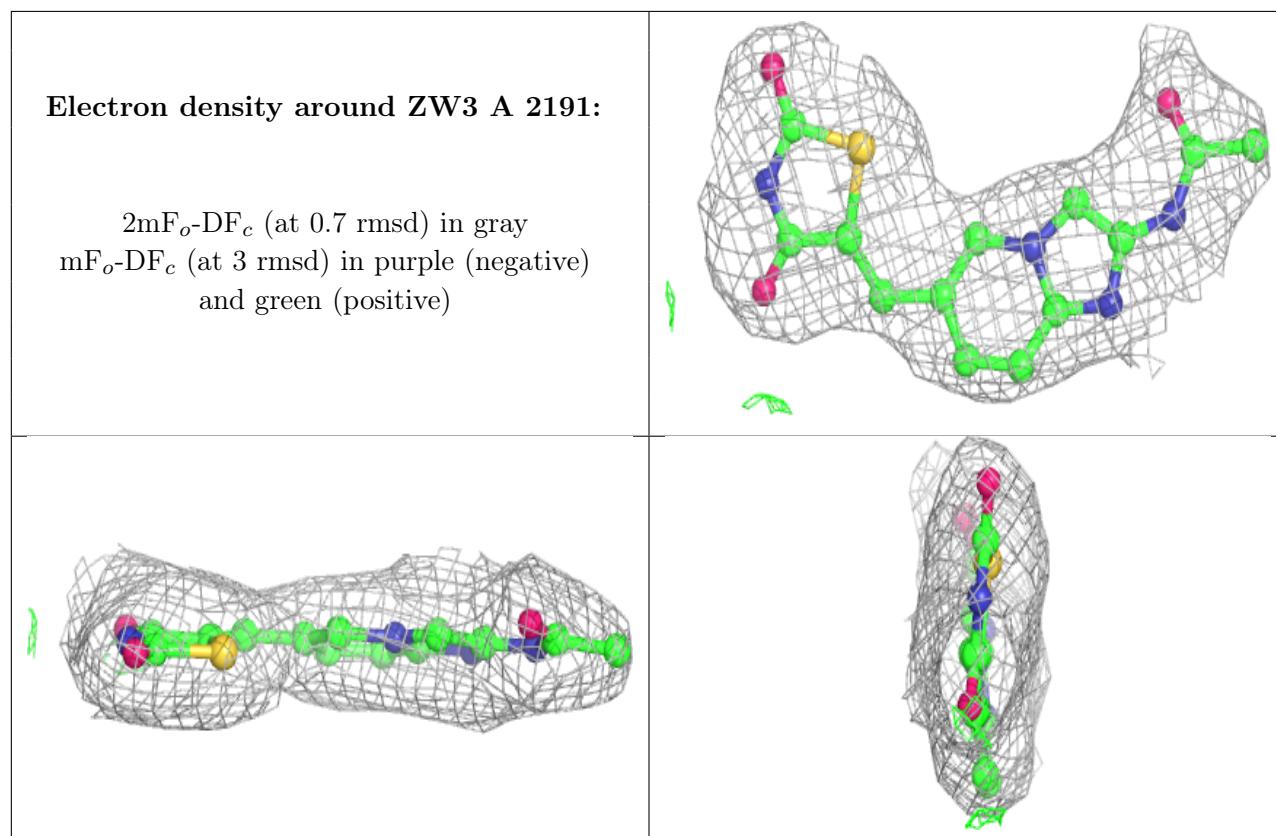 Electron density around ZW3 A 2191:
2mFo-DFc (at 0.7 rmsd) in gray
mFo-DFc (at 3 rmsd) in purple (negative)
and green (positive)